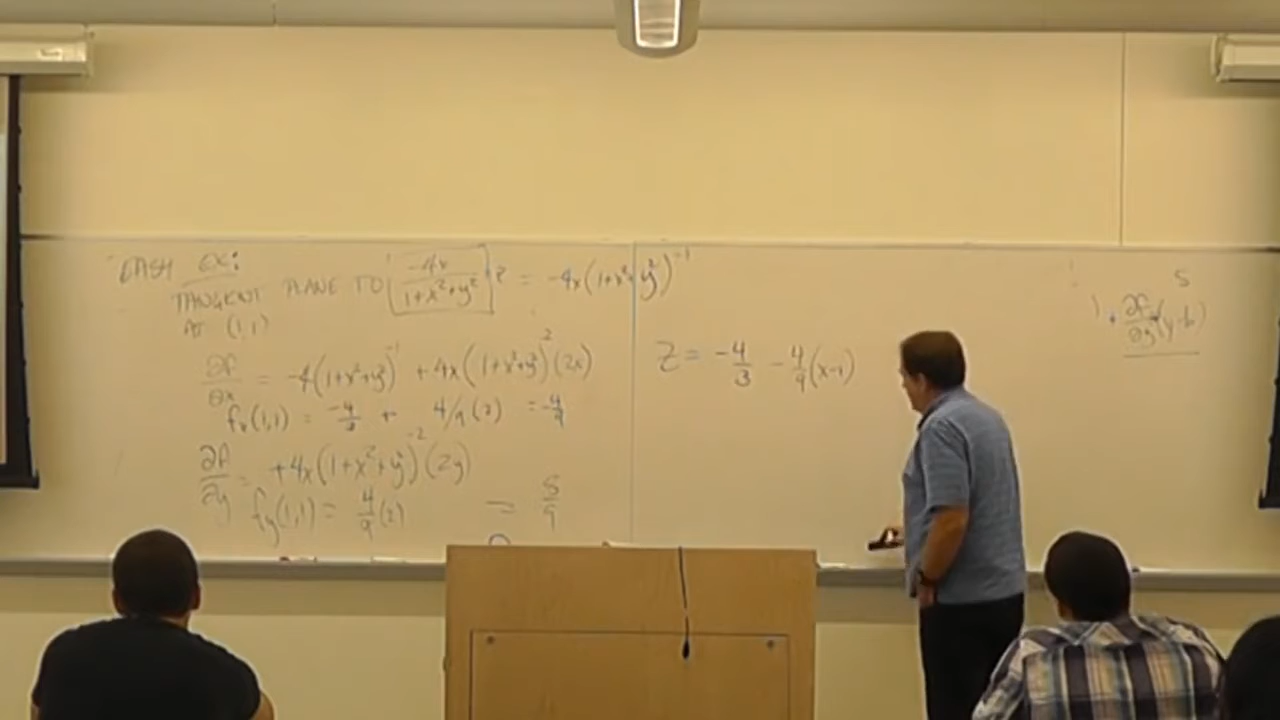 EASY EX:
TANGENT PLANE TO -4x/(1+x²+y²) = z = -4x(1+x²+y²)⁻¹
AT (1,1)
∂f/∂x = -4(1+x²+y²)⁻¹ + 4x(1+x²+y²)⁻²(2x)
fx(1,1) = -4/3 + 4/9(2) = -4/9
∂f/∂y = +4x(1+x²+y²)⁻²(2y)
fy(1,1) = 4/9(2) = 8/9
z = -4/3 - 4/9(x-1)
+ ∂f/∂y(y-b)